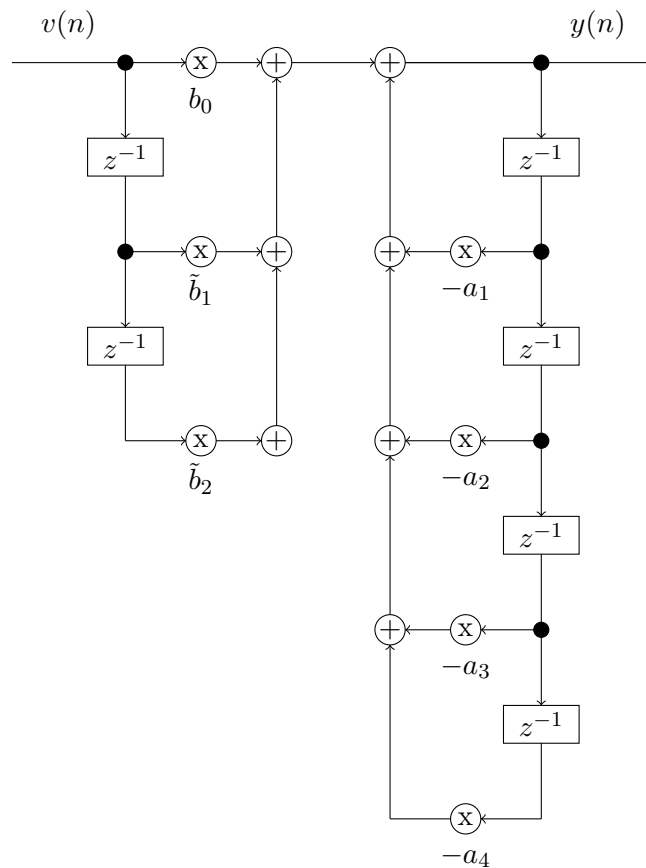 v(n) y(n)
x + +
b₀
z⁻¹ z⁻¹
x + + x
b̃₁ −a₁
z⁻¹ z⁻¹
x + + x
b̃₂ −a₂
z⁻¹
+ x
−a₃
z⁻¹
x
−a₄